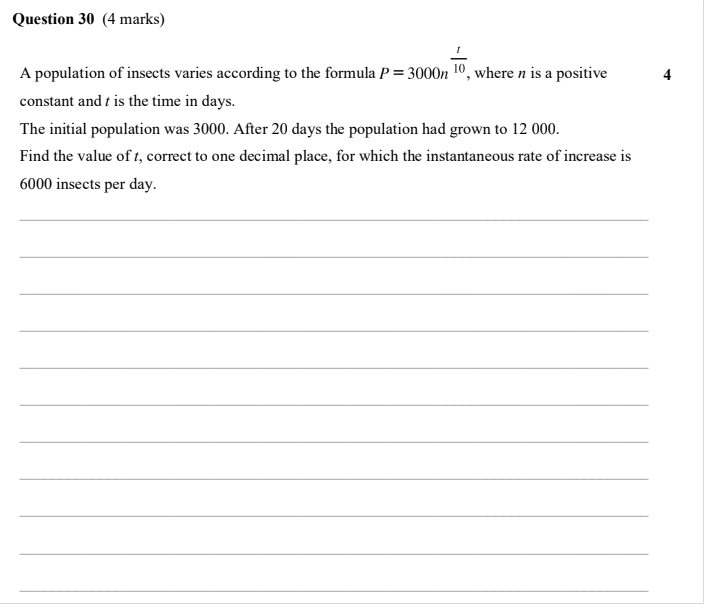 Question 30 (4 marks)
A population of insects varies according to the formula P = 3000n^(t/10), where n is a positive 4
constant and t is the time in days.
The initial population was 3000. After 20 days the population had grown to 12 000.
Find the value of t, correct to one decimal place, for which the instantaneous rate of increase is
6000 insects per day.